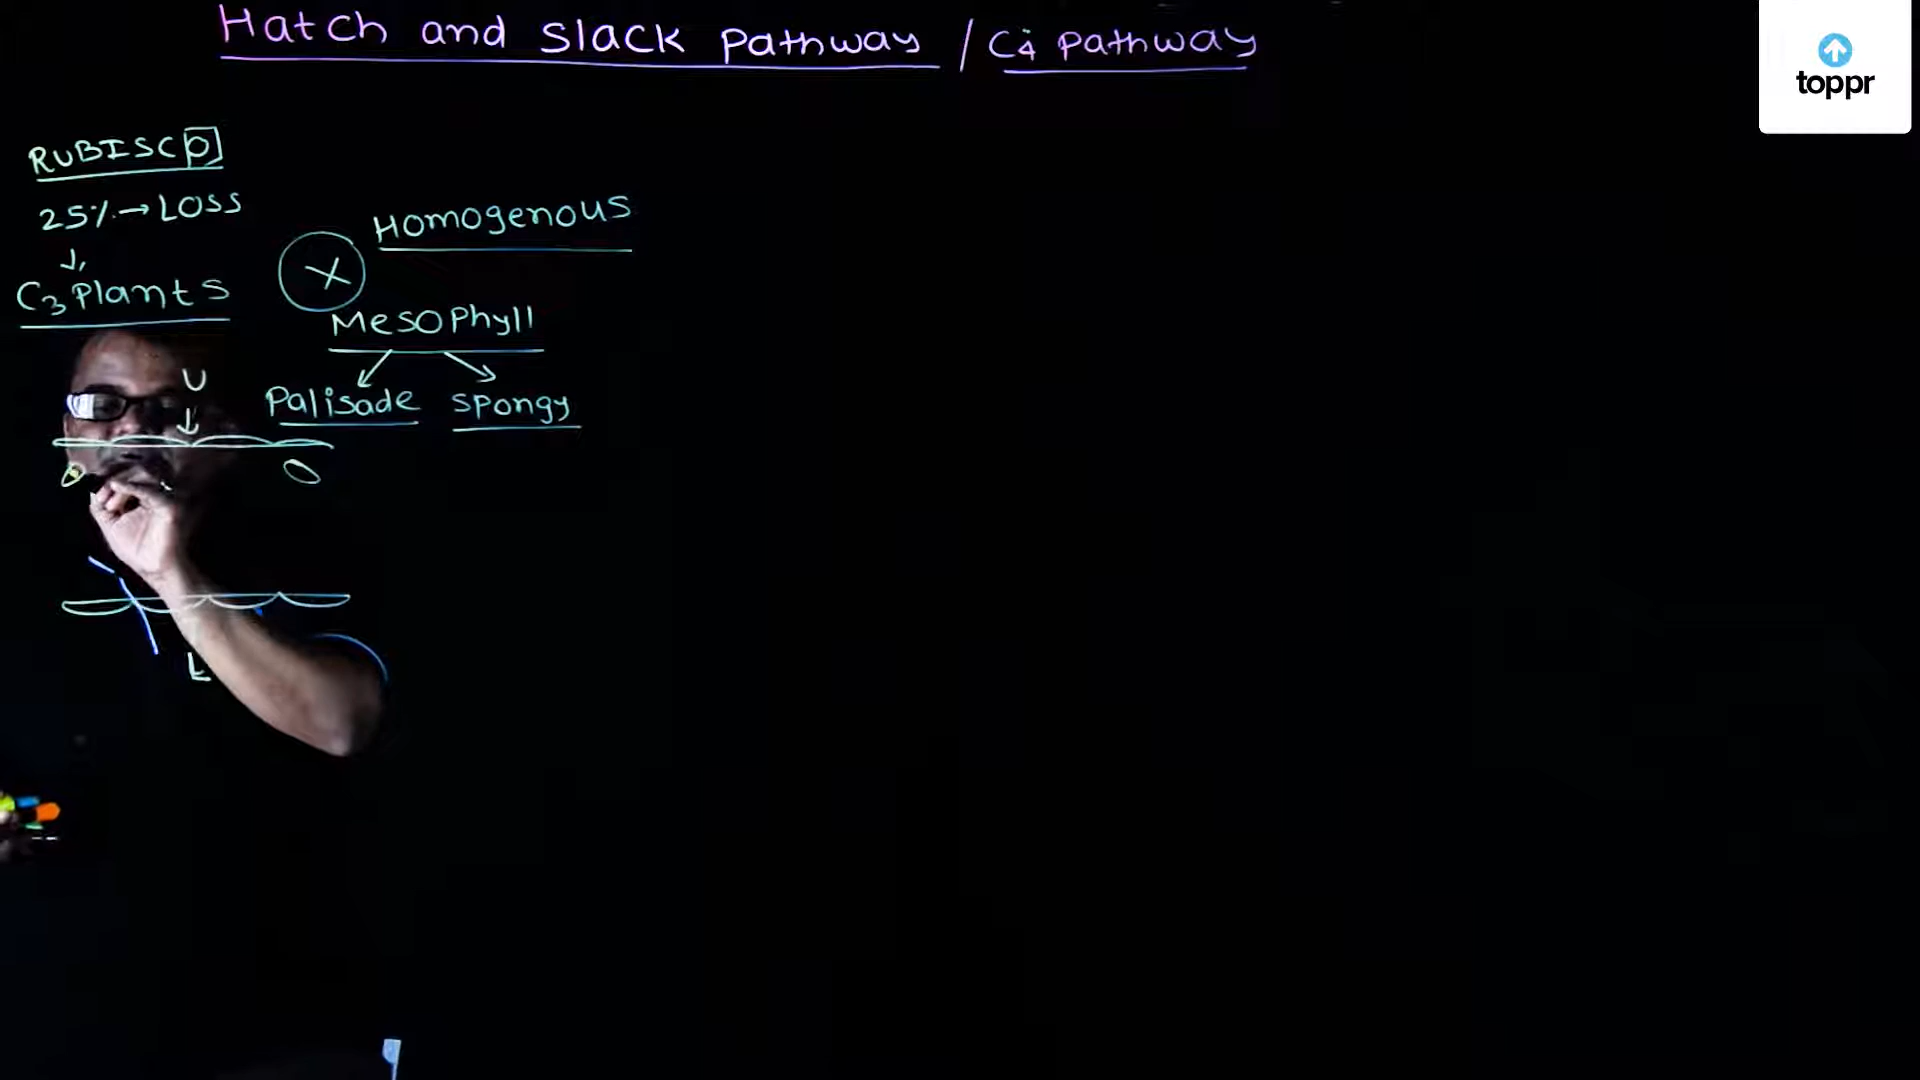 Hatch and Slack Pathway / C4 Pathway
toppr
RUBISCO
25% → LOSS
Homogenous
C3 Plants
X
Mesophyll
U
Palisade Spongy
L